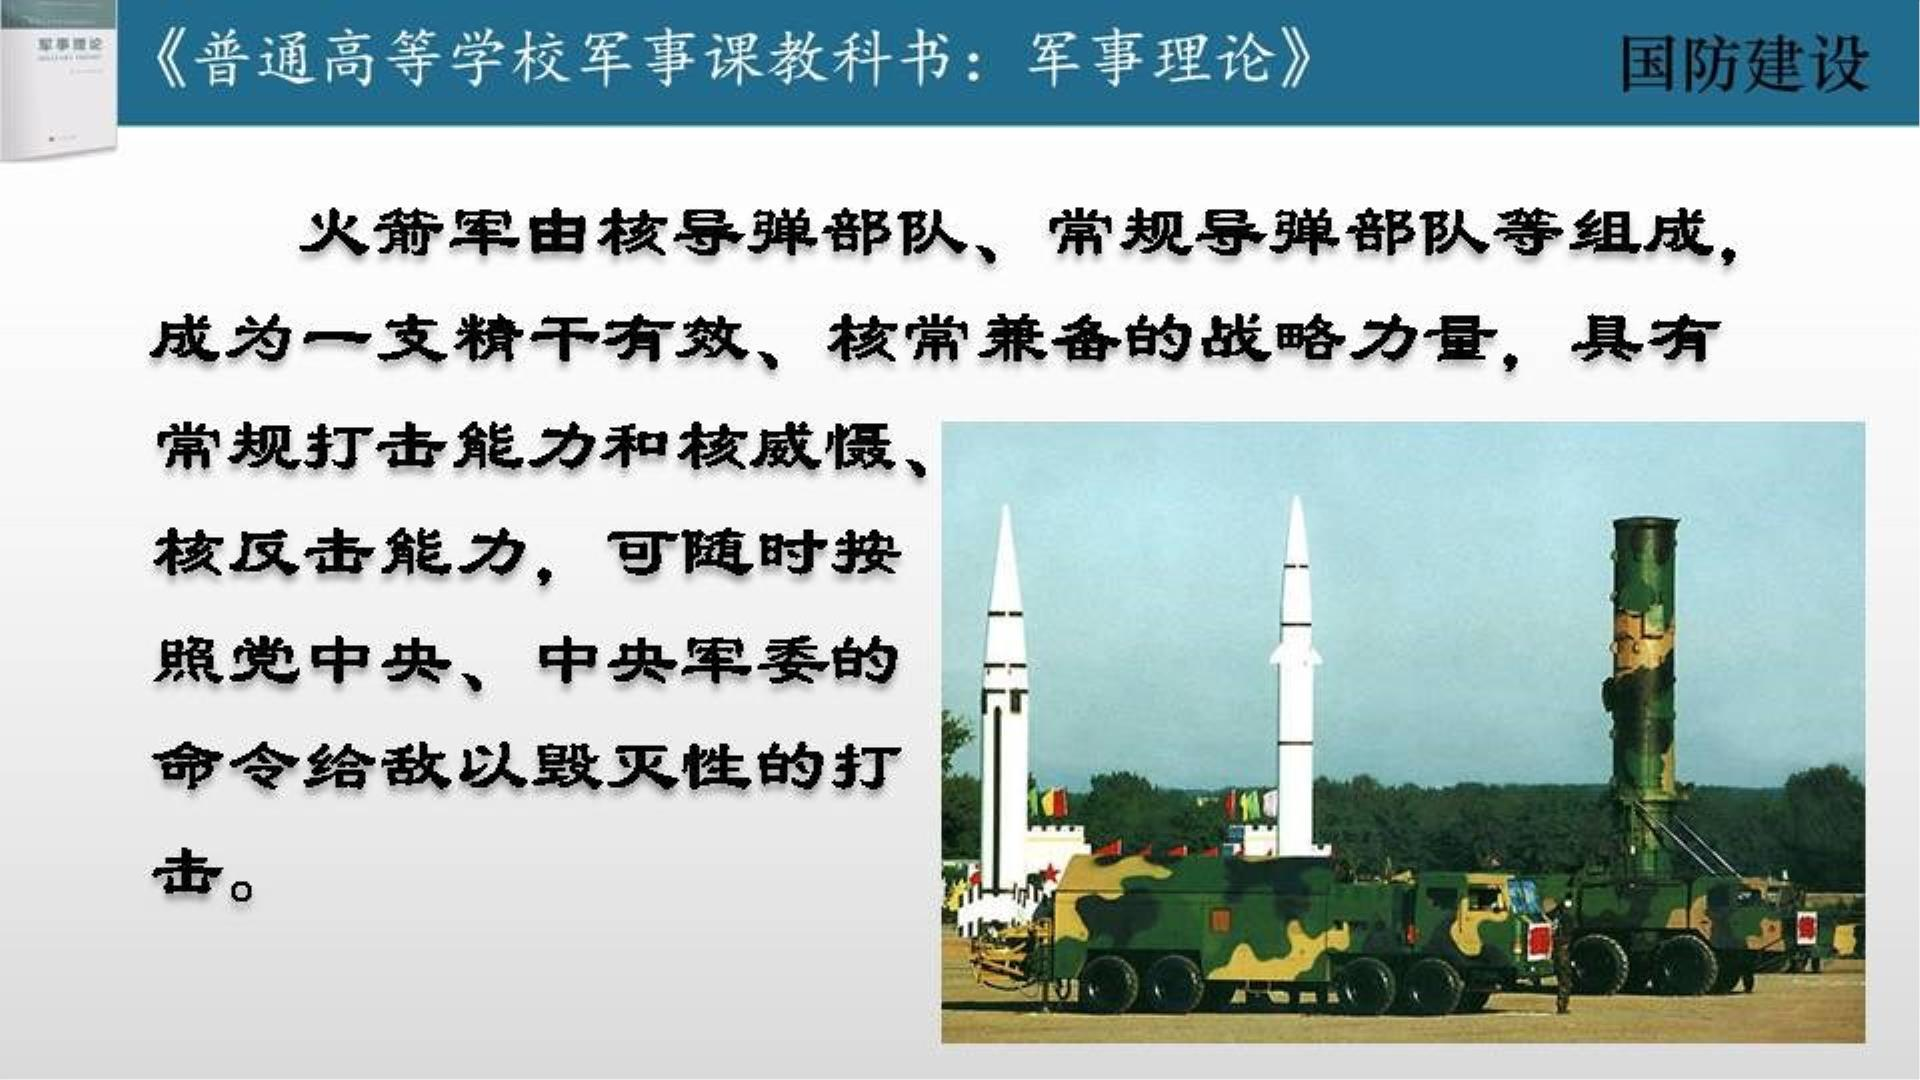 军事理论
《普通高等学校军事课教科书：军事理论》
国防建设
火箭军由核导弹部队、常规导弹部队等组成，
成为一支精干有效、核常兼备的战略力量，具有
常规打击能力和核威慑、
核反击能力，可随时按
照党中央、中央军委的
命令给敌以毁灭性的打
击。